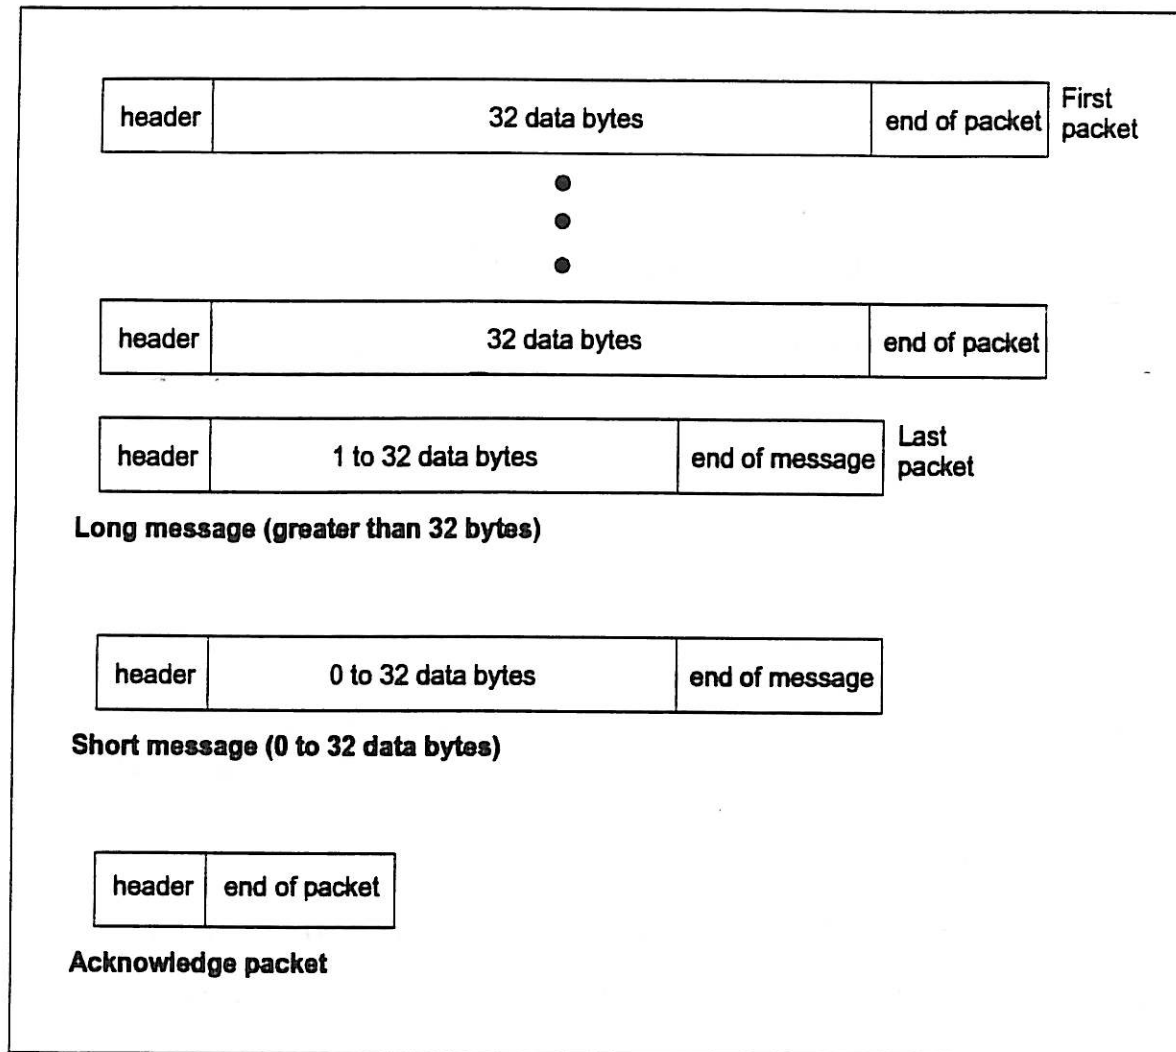 header 32 data bytes end of packet First packet
header 32 data bytes end of packet
header 1 to 32 data bytes end of message Last packet
Long message (greater than 32 bytes)
header 0 to 32 data bytes end of message
Short message (0 to 32 data bytes)
header end of packet
Acknowledge packet